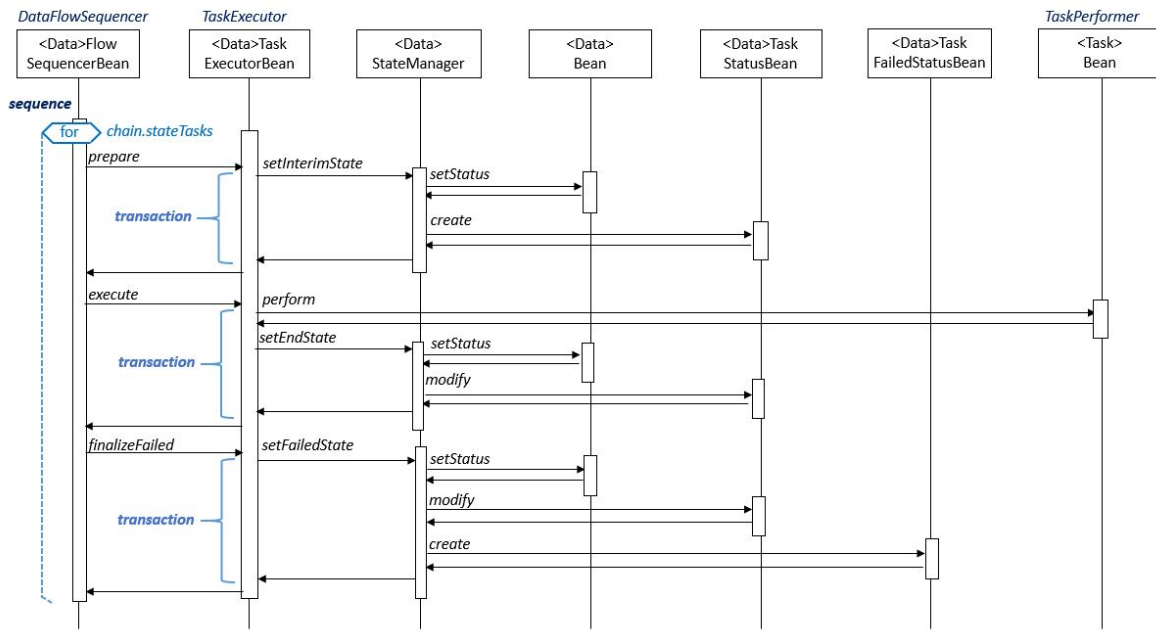 DataFlowSequencer
TaskExecutor
TaskPerformer
<Data>Flow
SequencerBean
<Data>Task
ExecutorBean
<Data>
StateManager
<Data>
Bean
<Data>Task
StatusBean
<Data>Task
FailedStatusBean
<Task>
Bean
sequence
for
chain.stateTasks
prepare
setInterimState
setStatus
transaction
create
execute
perform
setEndState
setStatus
transaction
modify
finalizeFailed
setFailedState
setStatus
modify
transaction
create